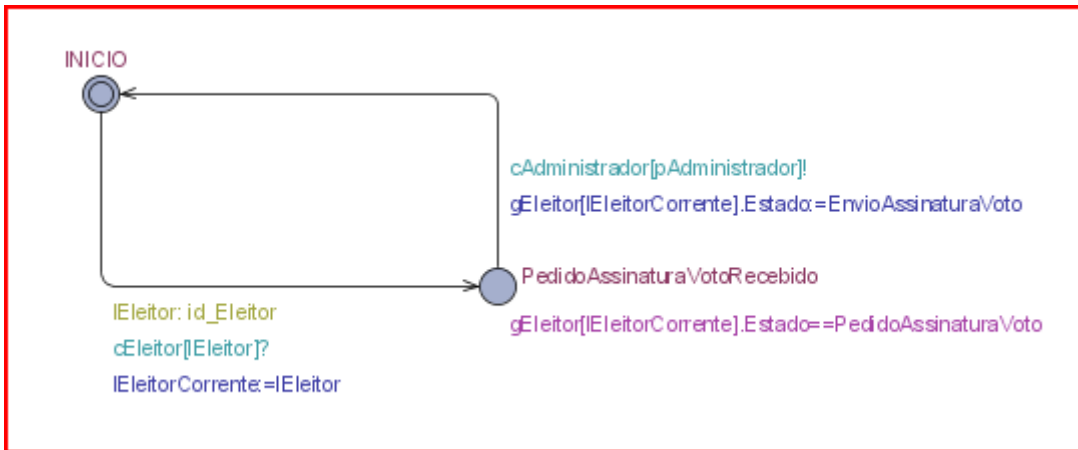 INICIO
cAdministrador[pAdministrador]!
gEleitor[lEleitorCorrente].Estado:=EnvioAssinaturaVoto
PedidoAssinaturaVotoRecebido
gEleitor[lEleitorCorrente].Estado==PedidoAssinaturaVoto
lEleitor: id_Eleitor
cEleitor[lEleitor]?
lEleitorCorrente:=lEleitor